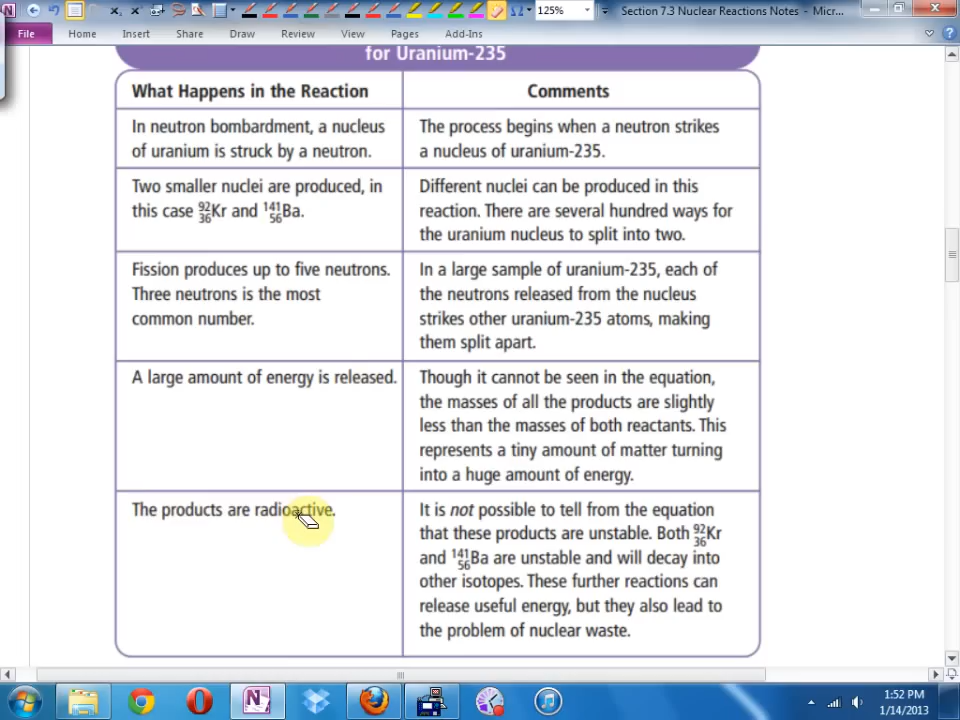 125%
Section 7.3 Nuclear Reactions Notes - Micr...
File Home Insert Share Draw Review View Pages Add-Ins
for Uranium-235
What Happens in the Reaction
Comments
In neutron bombardment, a nucleus
of uranium is struck by a neutron.
The process begins when a neutron strikes
a nucleus of uranium-235.
Two smaller nuclei are produced, in
this case ⁹²₃₆Kr and ¹⁴¹₅₆Ba.
Different nuclei can be produced in this
reaction. There are several hundred ways for
the uranium nucleus to split into two.
Fission produces up to five neutrons.
Three neutrons is the most
common number.
In a large sample of uranium-235, each of
the neutrons released from the nucleus
strikes other uranium-235 atoms, making
them split apart.
A large amount of energy is released.
Though it cannot be seen in the equation,
the masses of all the products are slightly
less than the masses of both reactants. This
represents a tiny amount of matter turning
into a huge amount of energy.
The products are radioactive.
It is not possible to tell from the equation
that these products are unstable. Both ⁹²₃₆Kr
and ¹⁴¹₅₆Ba are unstable and will decay into
other isotopes. These further reactions can
release useful energy, but they also lead to
the problem of nuclear waste.
1:52 PM
1/14/2013